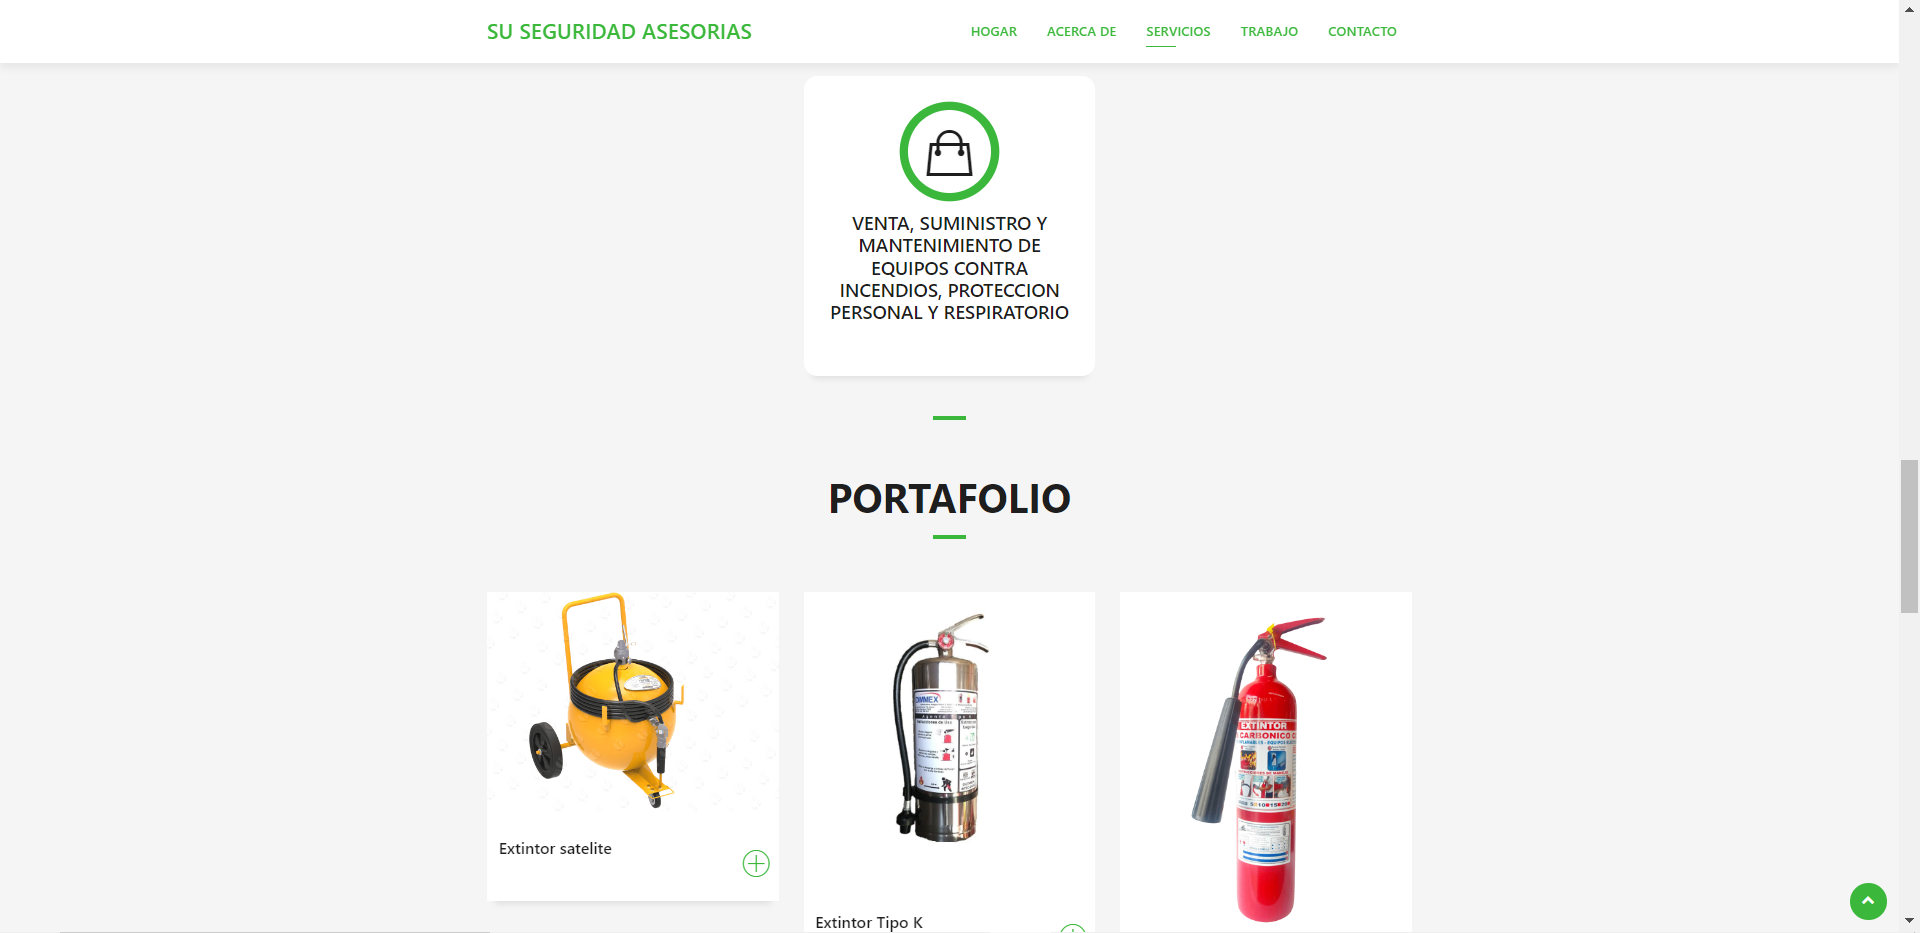 SU SEGURIDAD ASESORIAS
HOGAR ACERCA DE SERVICIOS TRABAJO CONTACTO
VENTA, SUMINISTRO Y
MANTENIMIENTO DE
EQUIPOS CONTRA
INCENDIOS, PROTECCION
PERSONAL Y RESPIRATORIO
PORTAFOLIO
EXTINTOR
CARBONICO
Extintor satelite
Extintor Tipo K